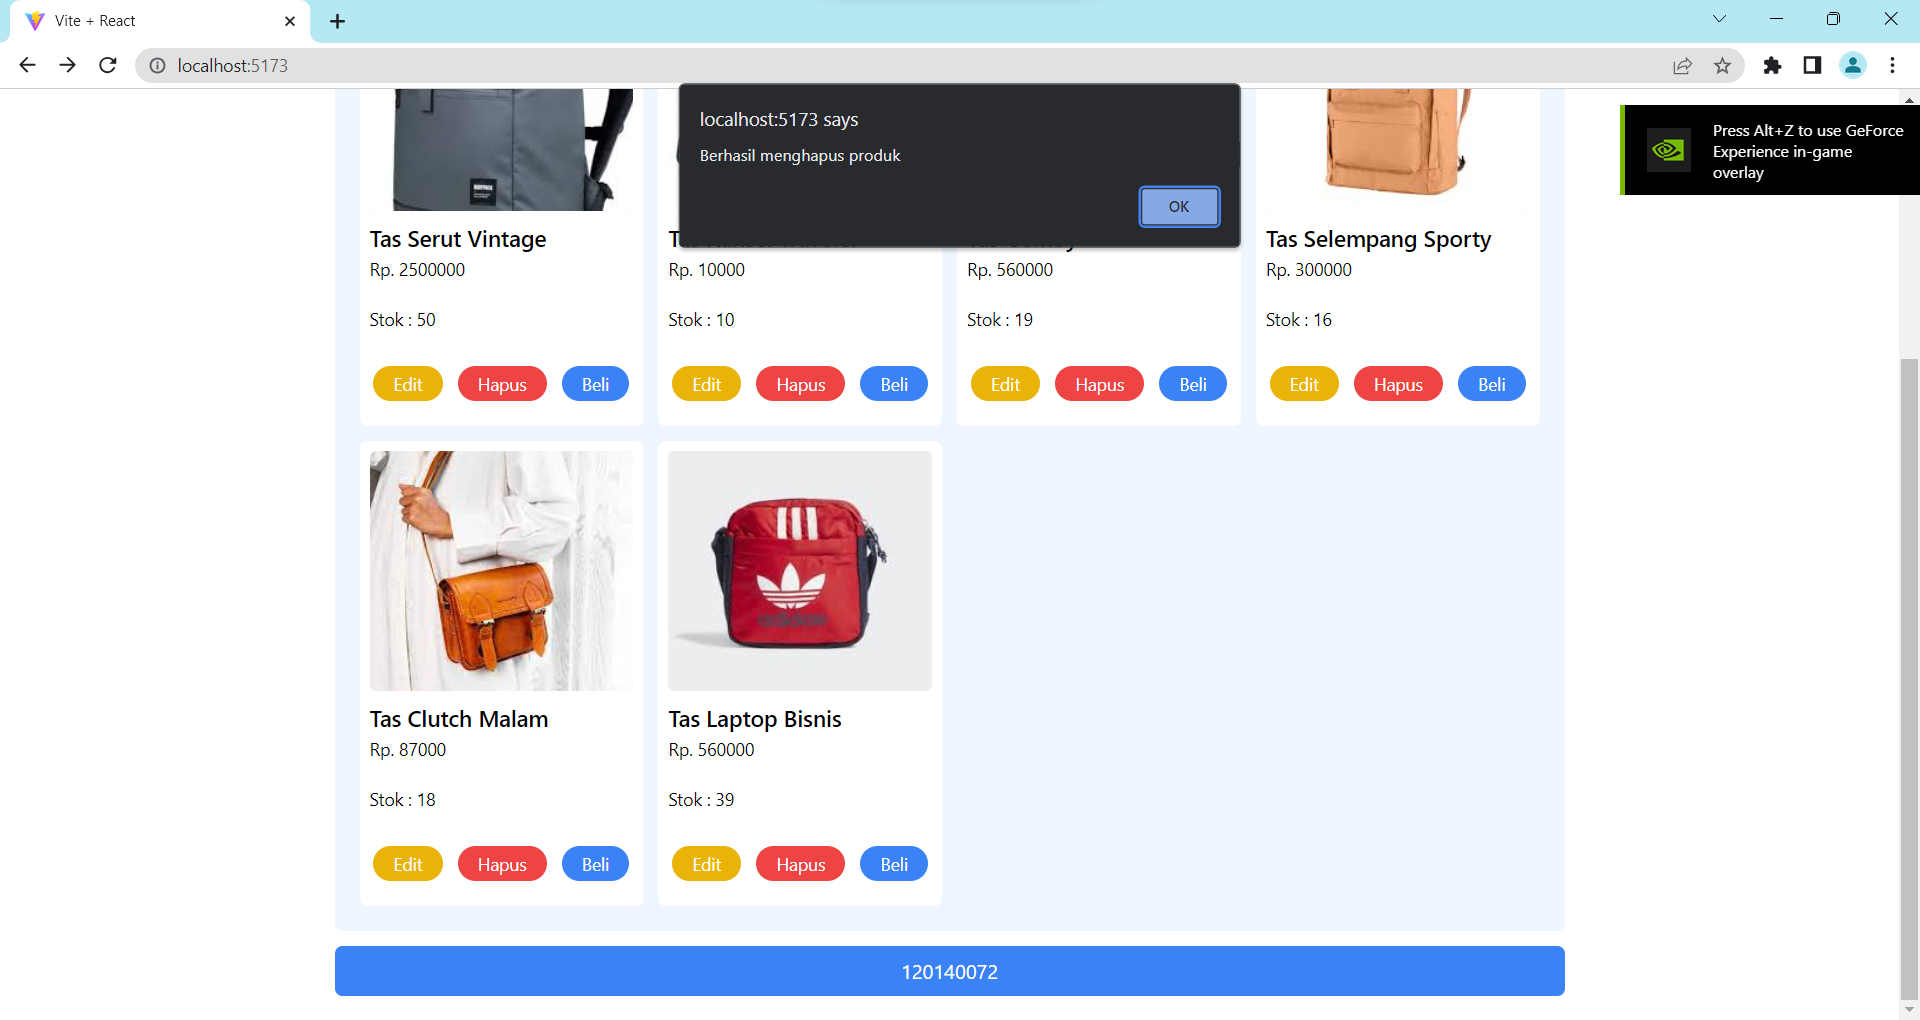 Vite + React
localhost:5173
localhost:5173 says
Berhasil menghapus produk
OK
Press Alt+Z to use GeForce
Experience in-game
overlay
Tas Serut Vintage
Rp. 2500000
Stok : 50
Edit Hapus Beli
Rp. 10000
Stok : 10
Edit Hapus Beli
Rp. 560000
Stok : 19
Edit Hapus Beli
Tas Selempang Sporty
Rp. 300000
Stok : 16
Edit Hapus Beli
Tas Clutch Malam
Rp. 87000
Stok : 18
Edit Hapus Beli
adidas
Tas Laptop Bisnis
Rp. 560000
Stok : 39
Edit Hapus Beli
120140072